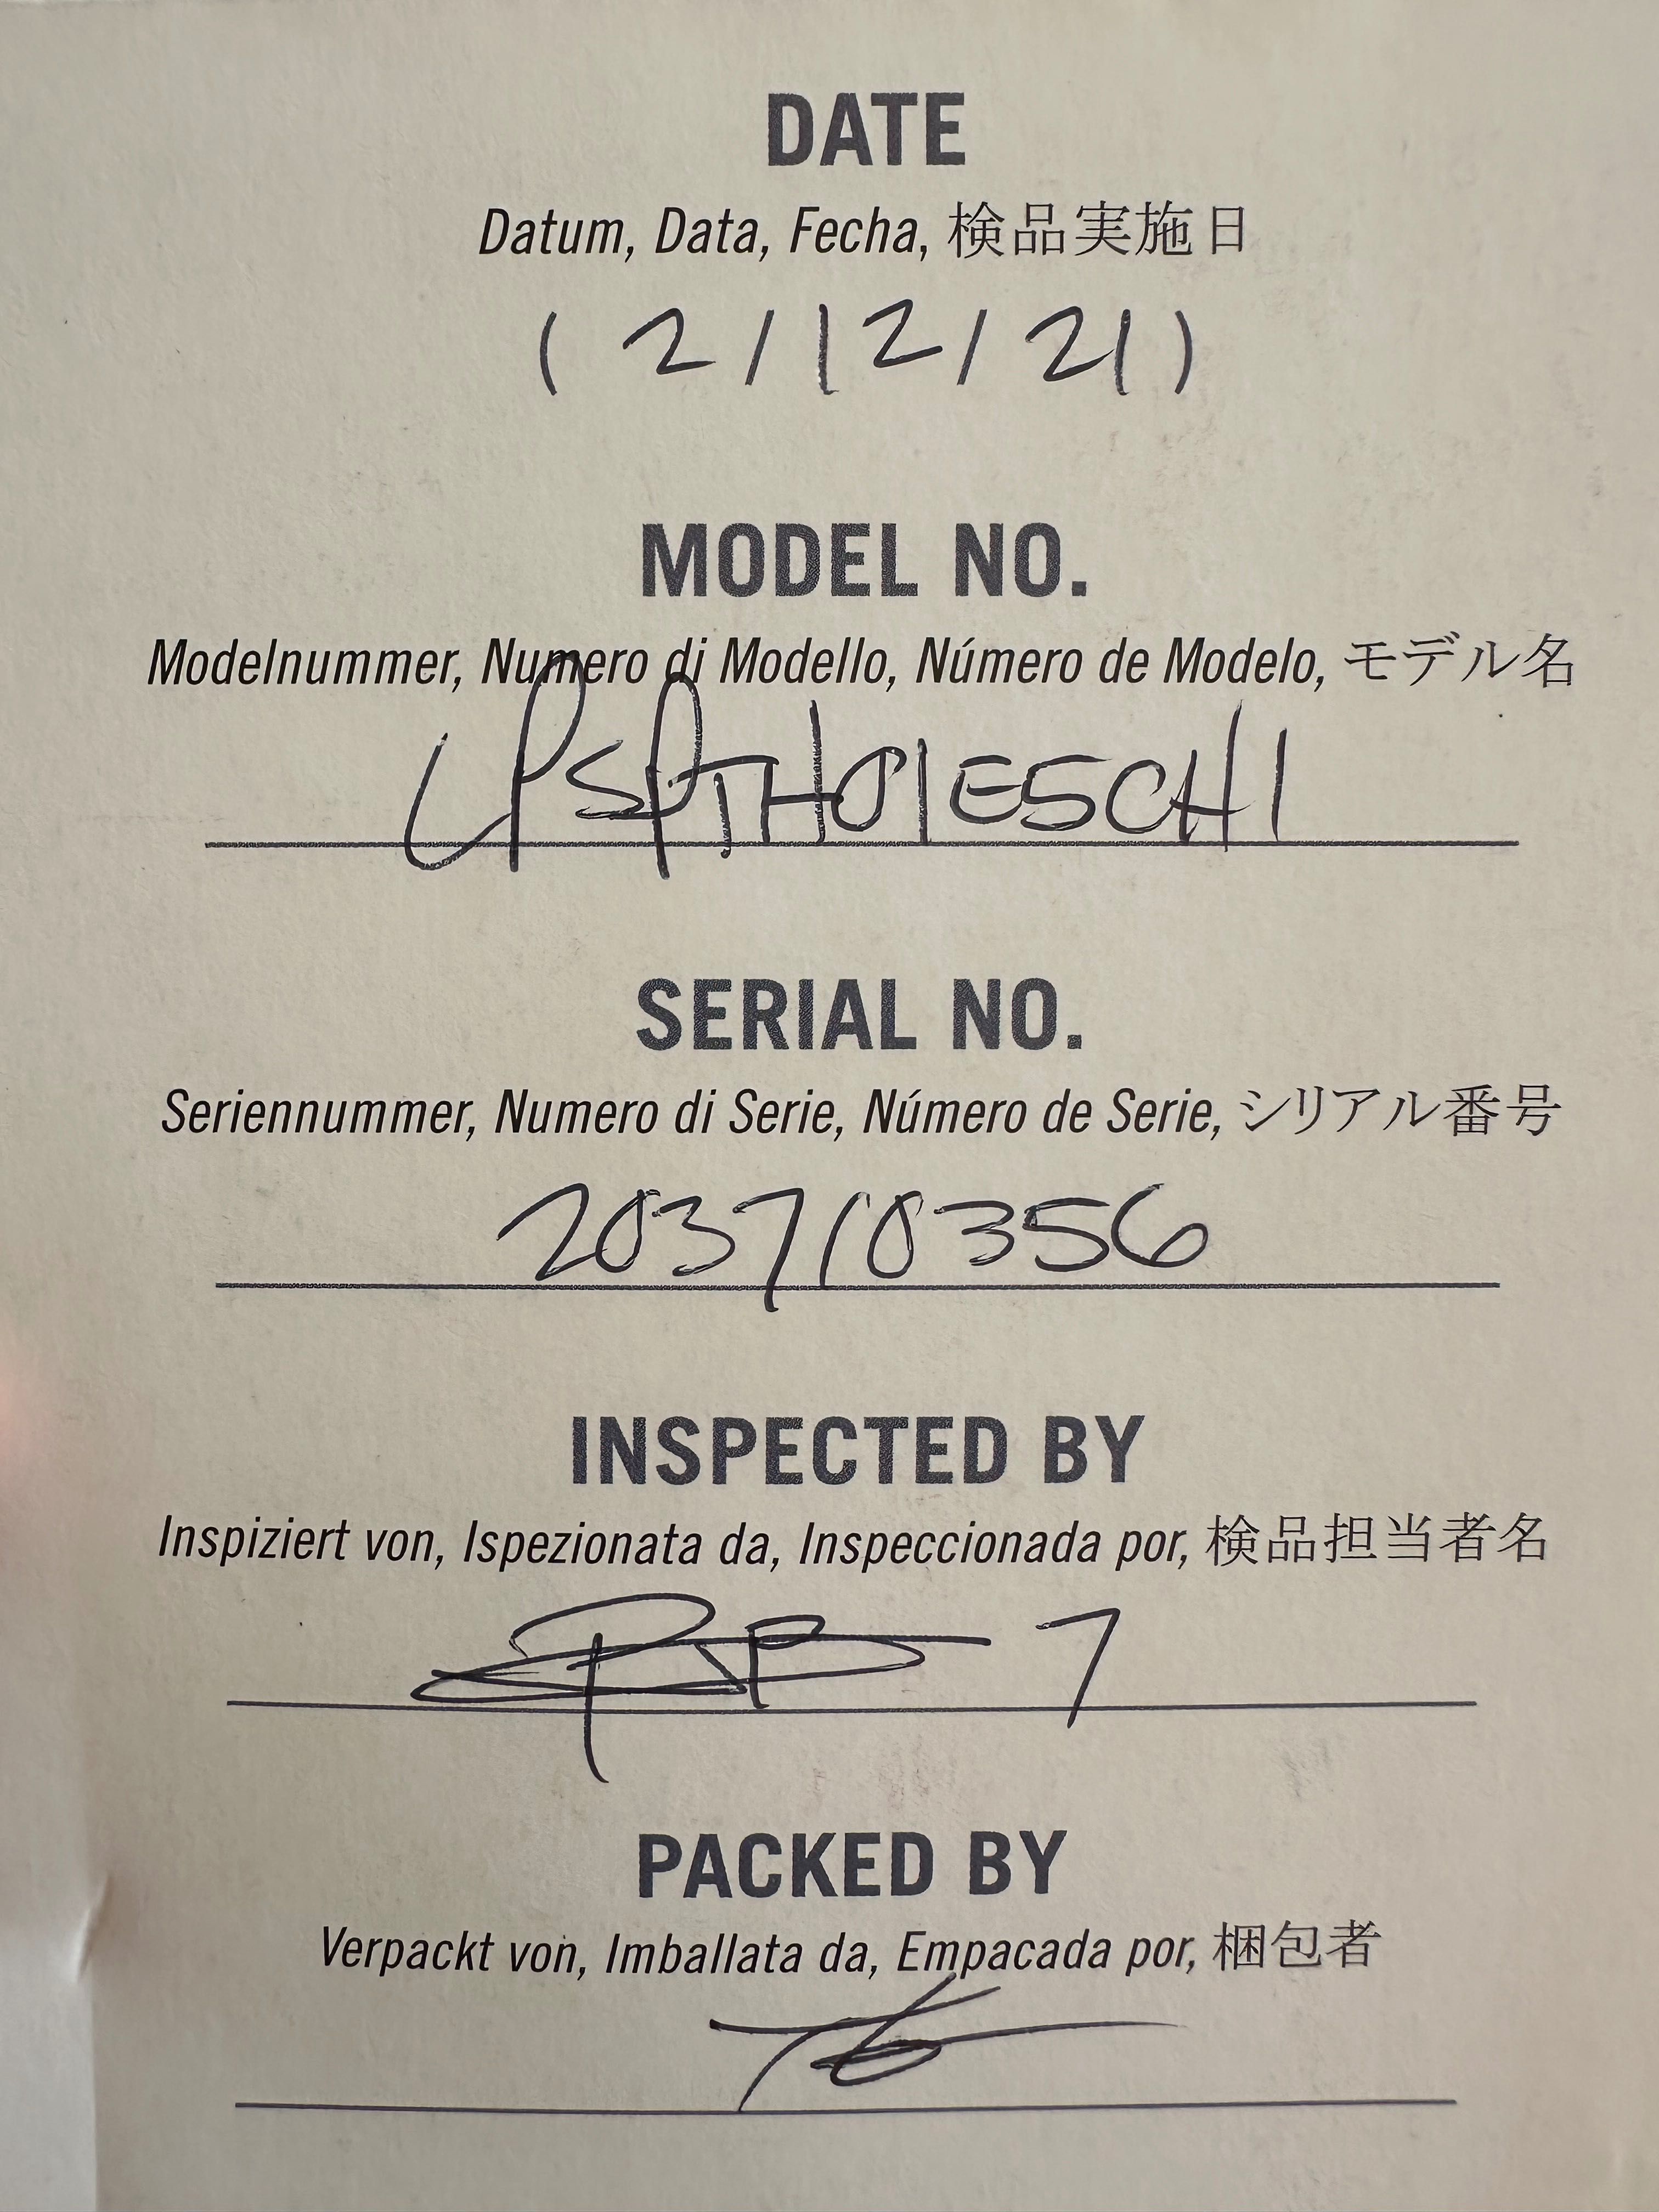 DATE
Datum, Data, Fecha, 検品実施日
( 2 / 12 / 21 )
MODEL NO.
Modelnummer, Numero di Modello, Número de Modelo, モデル名
LPSPTHO1ESCH1
SERIAL NO.
Seriennummer, Numero di Serie, Número de Serie, シリアル番号
203710356
INSPECTED BY
Inspiziert von, Ispezionata da, Inspeccionada por, 検品担当者名
7
PACKED BY
Verpackt von, Imballata da, Empacada por, 梱包者